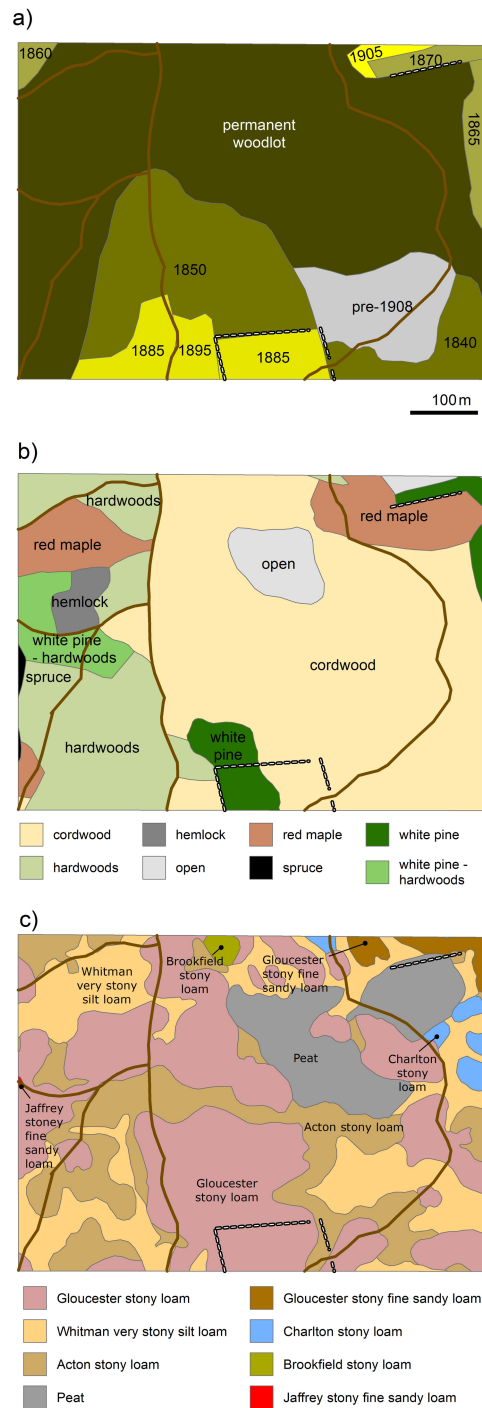 a)
1860
1905
1870
1865
permanent
woodlot
1850
pre-1908
1840
1885
1895
1885
100 m
b)
hardwoods
red maple
red maple
open
hemlock
white pine
- hardwoods
spruce
cordwood
hardwoods
white
pine
cordwood
hemlock
red maple
white pine
hardwoods
open
spruce
white pine -
hardwoods
c)
Whitman
very stony
silt loam
Brookfield
stony
loam
Gloucester
stony fine
sandy loam
Peat
Charlton
stony
loam
Jaffrey
stoney
fine
sandy
loam
Acton stony loam
Gloucester
stony loam
Gloucester stony loam
Gloucester stony fine sandy loam
Whitman very stony silt loam
Charlton stony loam
Acton stony loam
Brookfield stony loam
Peat
Jaffrey stony fine sandy loam